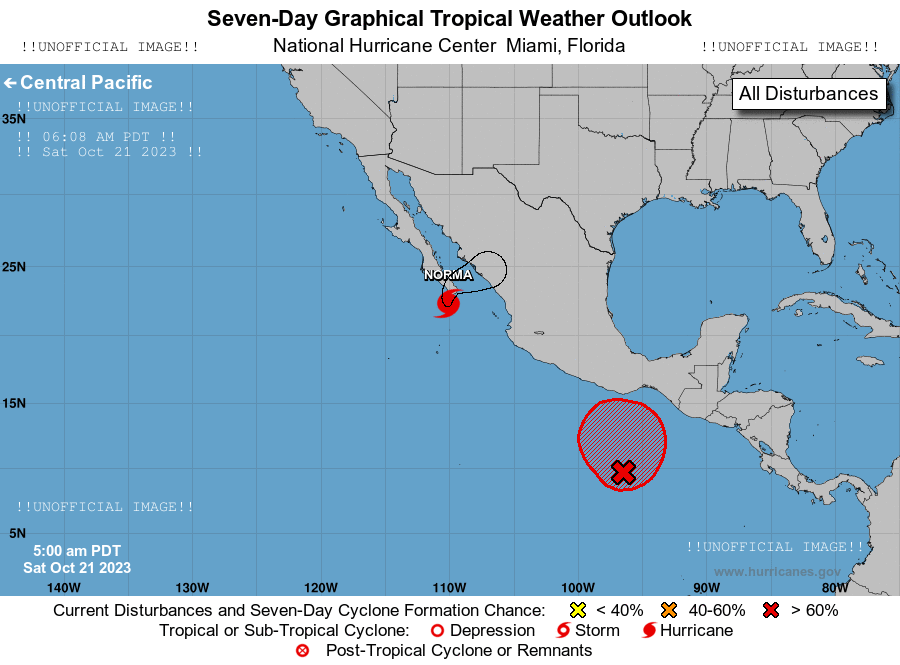 Seven-Day Graphical Tropical Weather Outlook
!!UNOFFICIAL IMAGE!! National Hurricane Center  Miami, Florida !!UNOFFICIAL IMAGE!!
← Central Pacific
All Disturbances
!!UNOFFICIAL IMAGE!!
35N
!! 06:08 AM PDT !!
!! Sat Oct 21 2023 !!
25N
NORMA
15N
!!UNOFFICIAL IMAGE!!
5N
!!UNOFFICIAL IMAGE!!
5:00 am PDT
Sat Oct 21 2023
www.hurricanes.gov
140W 130W 120W 110W 100W 90W 80W
Current Disturbances and Seven-Day Cyclone Formation Chance: < 40% 40-60% > 60%
Tropical or Sub-Tropical Cyclone: Depression Storm Hurricane
Post-Tropical Cyclone or Remnants